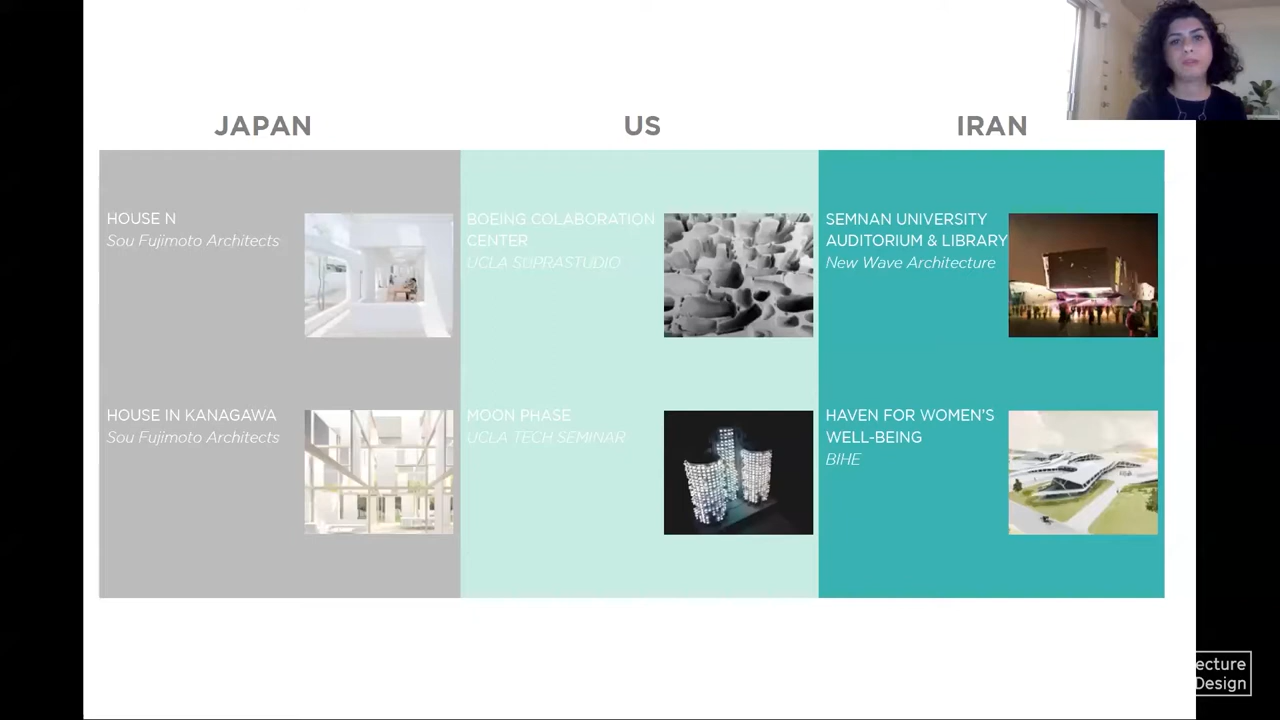 JAPAN
US
IRAN
HOUSE N
Sou Fujimoto Architects
HOUSE IN KANAGAWA
Sou Fujimoto Architects
BOEING COLABORATION
CENTER
UCLA SUPRASTUDIO
MOON PHASE
UCLA TECH SEMINAR
SEMNAN UNIVERSITY
AUDITORIUM & LIBRARY
New Wave Architecture
HAVEN FOR WOMEN'S
WELL-BEING
BIHE
ecture
Design